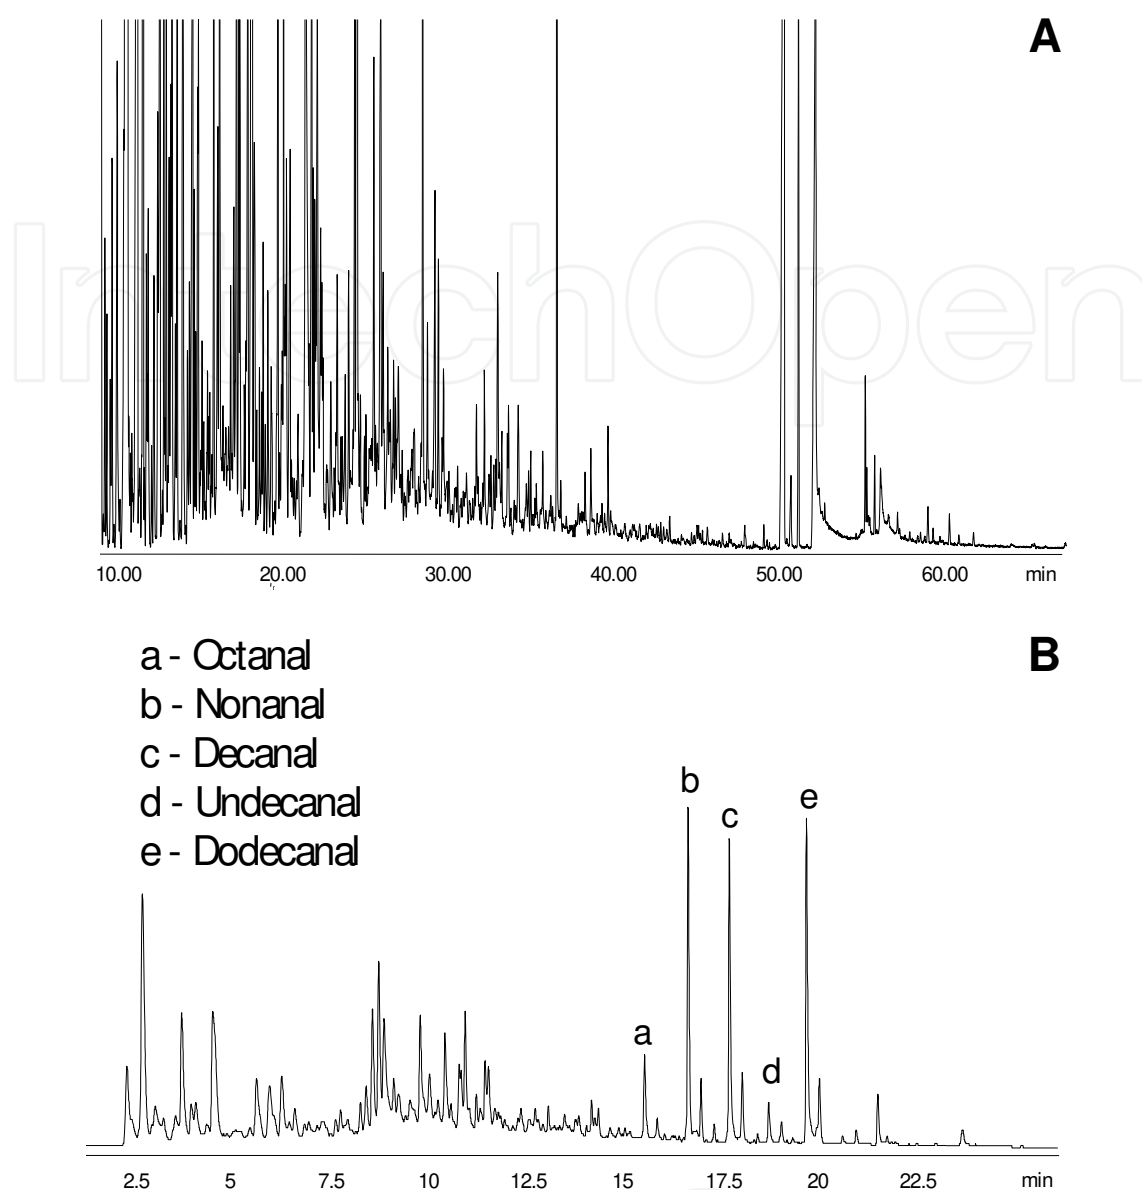 A
IntechOpen
10.00 20.00 30.00 40.00 50.00 60.00 min
B
a - Octanal
b - Nonanal
c - Decanal
d - Undecanal
e - Dodecanal
b
c
e
a
d
2.5 5 7.5 10 12.5 15 17.5 20 22.5 min